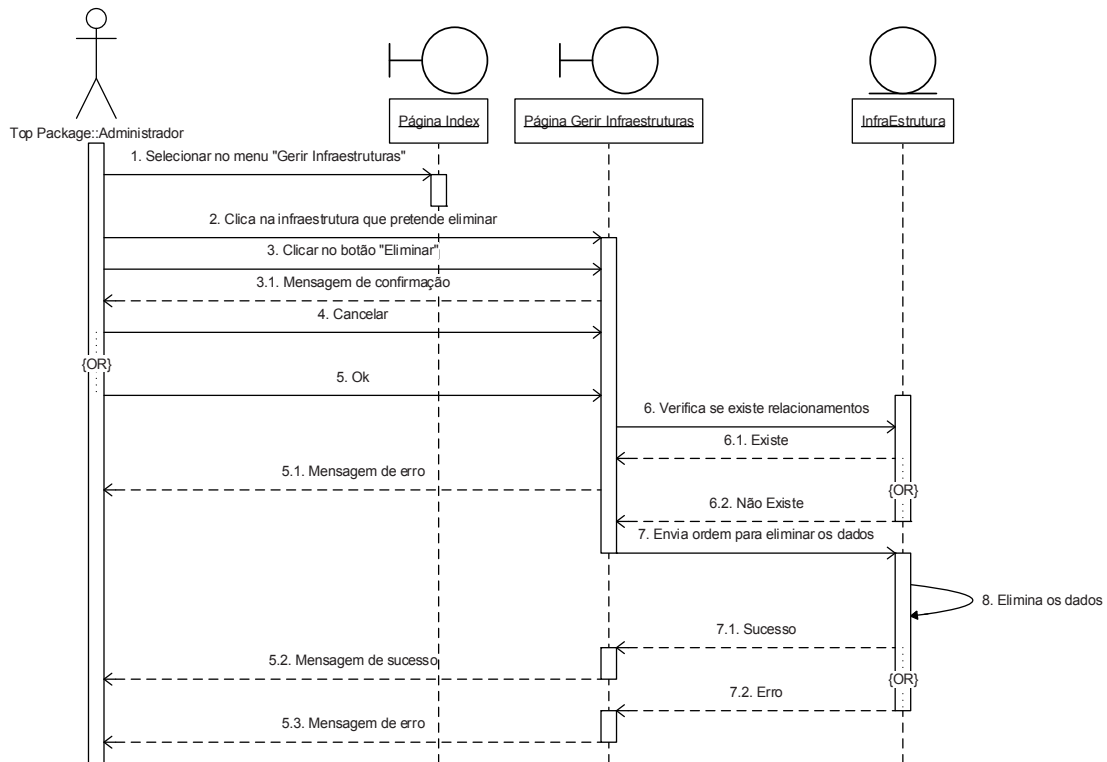 Página Index
Página Gerir Infraestruturas
InfraEstrutura
Top Package::Administrador
1. Selecionar no menu "Gerir Infraestruturas"
2. Clica na infraestrutura que pretende eliminar
3. Clicar no botão "Eliminar"
3.1. Mensagem de confirmação
4. Cancelar
{OR}
5. Ok
6. Verifica se existe relacionamentos
6.1. Existe
5.1. Mensagem de erro
{OR}
6.2. Não Existe
7. Envia ordem para eliminar os dados
8. Elimina os dados
7.1. Sucesso
5.2. Mensagem de sucesso
{OR}
7.2. Erro
5.3. Mensagem de erro